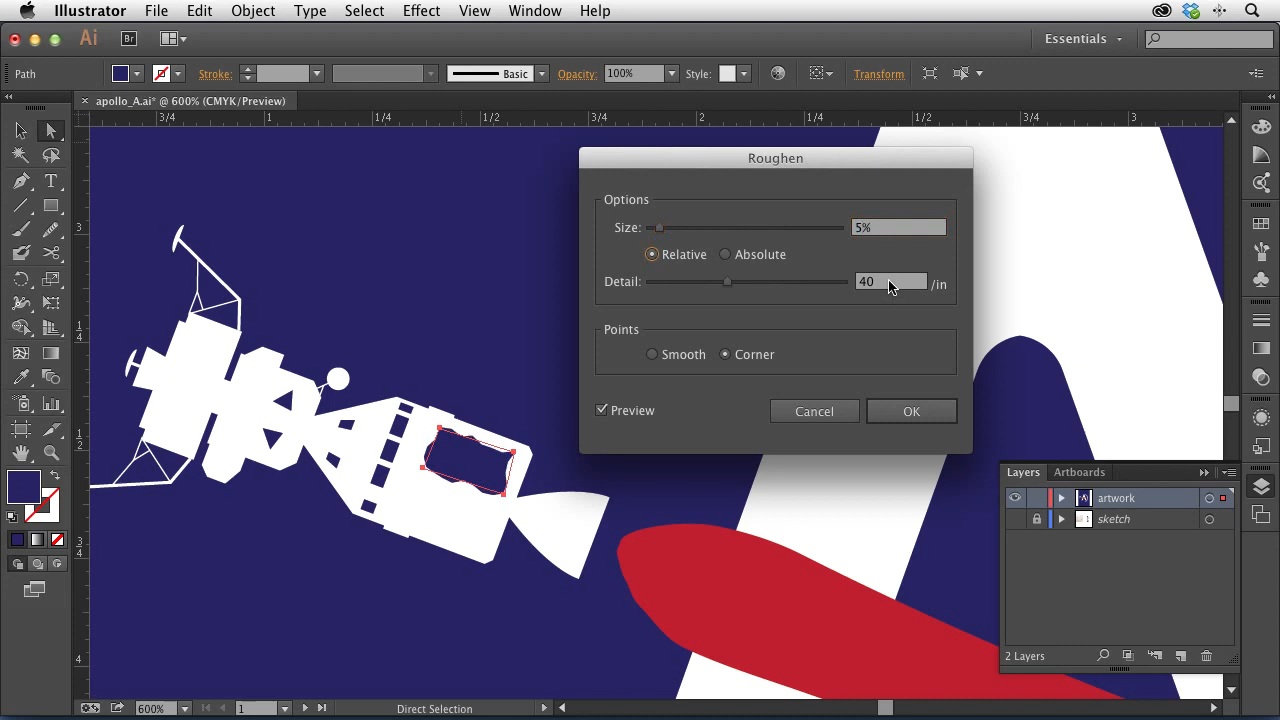 Illustrator File Edit Object Type Select Effect View Window Help
Ai Br Essentials
Path Stroke: Basic Opacity: 100% Style: Transform
× apollo_A.ai* @ 600% (CMYK/Preview)
3/4 1 1/4 1/2 3/4 2 1/4 1/2 3/4 3
3
1/4
1/2
3/4
4
Roughen
Options
Size: 5%
Relative Absolute
Detail: 40 /in
Points
Smooth Corner
Preview Cancel OK
Layers Artboards
artwork
sketch
2 Layers
600% 1 Direct Selection